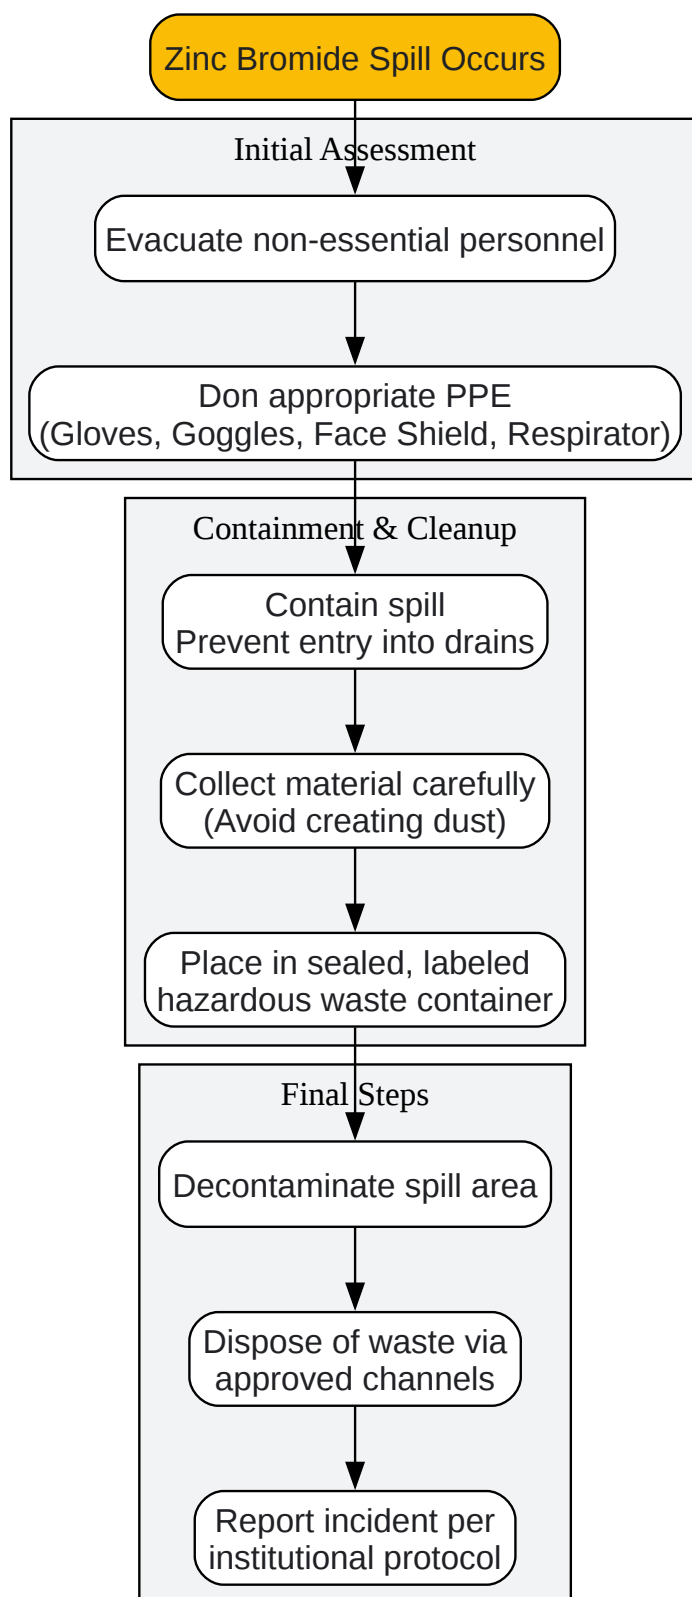 Zinc Bromide Spill Occurs
Initial Assessment
Evacuate non-essential personnel
Don appropriate PPE
(Gloves, Goggles, Face Shield, Respirator)
Containment & Cleanup
Contain spill
Prevent entry into drains
Collect material carefully
(Avoid creating dust)
Place in sealed, labeled
hazardous waste container
Final Steps
Decontaminate spill area
Dispose of waste via
approved channels
Report incident per
institutional protocol